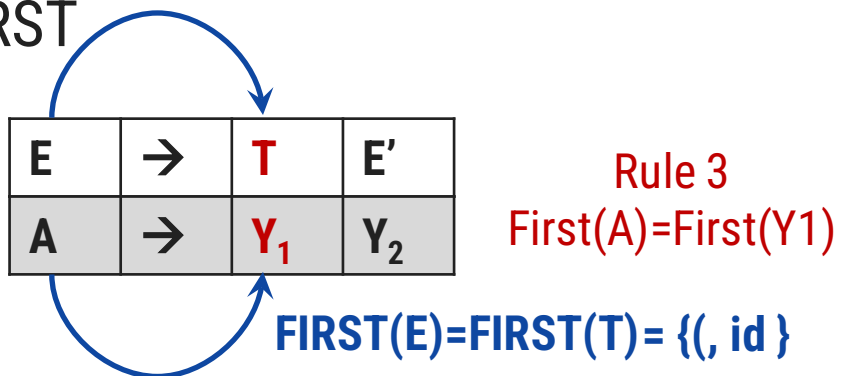 RST
E → T E’
Rule 3
A → Y₁ Y₂
First(A)=First(Y1)
FIRST(E)=FIRST(T)= {(, id }